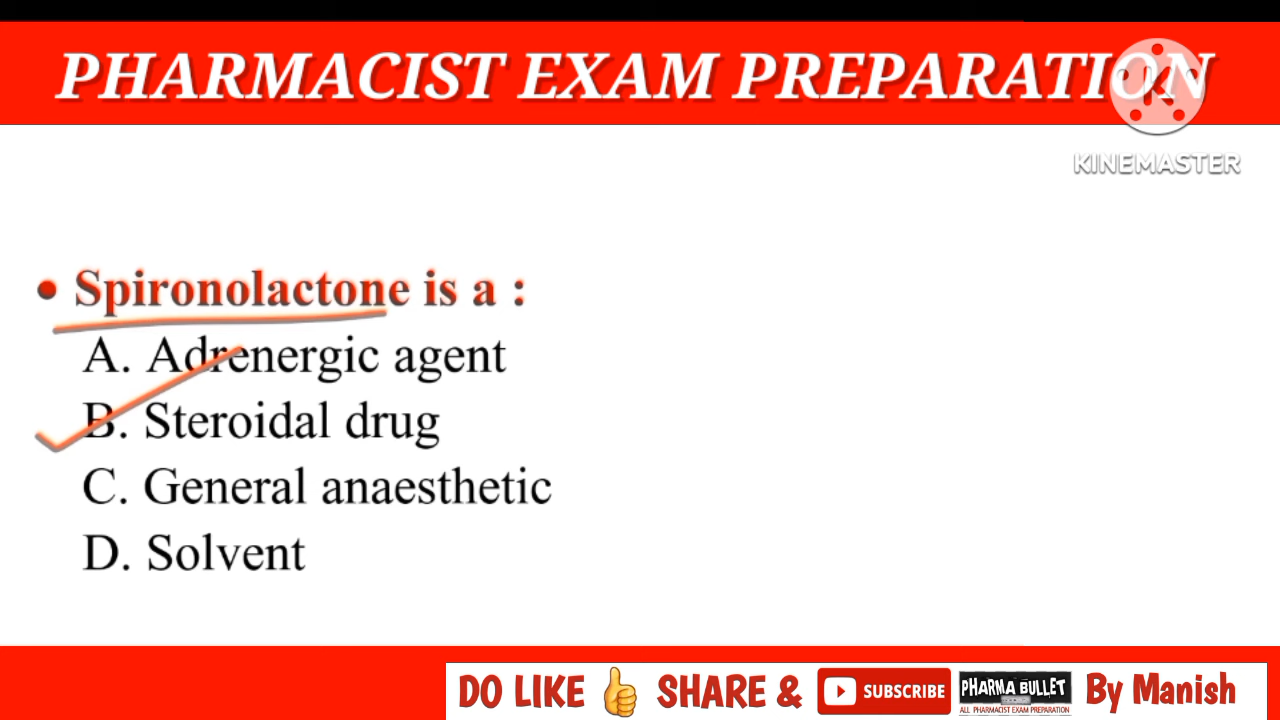 PHARMACIST EXAM PREPARATION
K
KINEMASTER
• Spironolactone is a :
A. Adrenergic agent
B. Steroidal drug
C. General anaesthetic
D. Solvent
DO LIKE 👍 SHARE & SUBSCRIBE PHARMA BULLET By Manish
ALL PHARMACIST EXAM PREPARATION